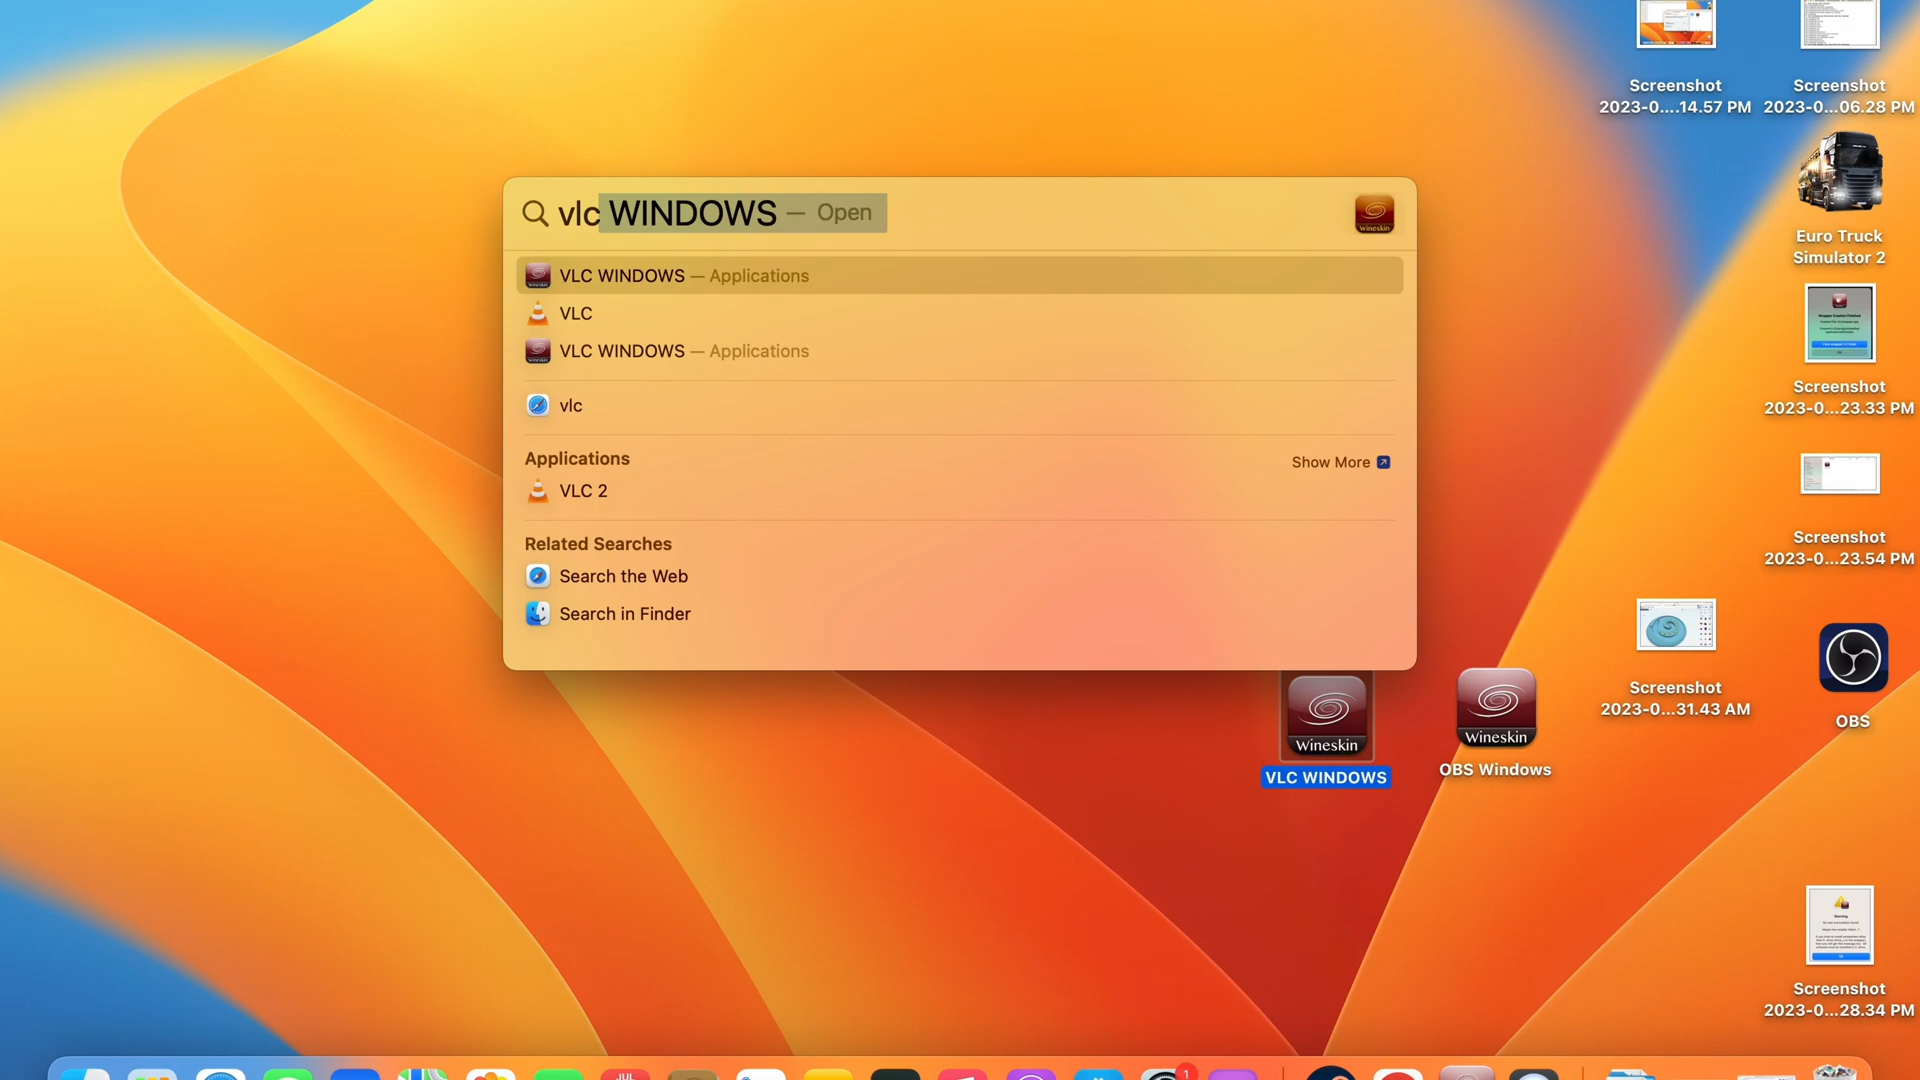 Screenshot
2023-0....14.57 PM
Screenshot
2023-0...06.28 PM
vlc WINDOWS — Open
Wineskin
VLC WINDOWS — Applications
VLC
VLC WINDOWS — Applications
vlc
Applications
Show More
VLC 2
Related Searches
Search the Web
Search in Finder
Euro Truck
Simulator 2
Screenshot
2023-0...23.33 PM
Screenshot
2023-0...23.54 PM
Screenshot
2023-0...31.43 AM
OBS
Wineskin
VLC WINDOWS
Wineskin
OBS Windows
Screenshot
2023-0...28.34 PM
JUL
1